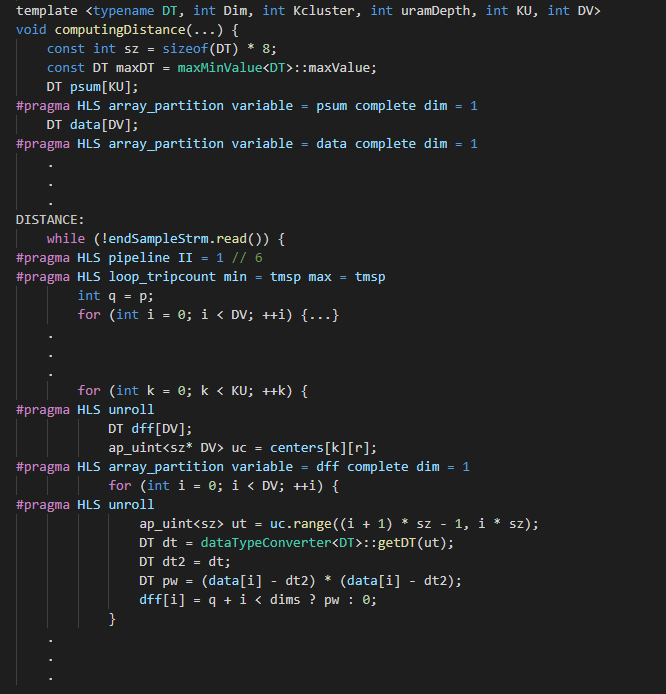 template <typename DT, int Dim, int Kcluster, int uramDepth, int KU, int DV>
void computingDistance(...) {
    const int sz = sizeof(DT) * 8;
    const DT maxDT = maxMinValue<DT>::maxValue;
    DT psum[KU];
#pragma HLS array_partition variable = psum complete dim = 1
    DT data[DV];
#pragma HLS array_partition variable = data complete dim = 1
    .
    .
    .
DISTANCE:
    while (!endSampleStrm.read()) {
#pragma HLS pipeline II = 1 // 6
#pragma HLS loop_tripcount min = tmsp max = tmsp
        int q = p;
        for (int i = 0; i < DV; ++i) {...}
    .
    .
    .
        for (int k = 0; k < KU; ++k) {
#pragma HLS unroll
            DT dff[DV];
            ap_uint<sz* DV> uc = centers[k][r];
#pragma HLS array_partition variable = dff complete dim = 1
            for (int i = 0; i < DV; ++i) {
#pragma HLS unroll
                ap_uint<sz> ut = uc.range((i + 1) * sz - 1, i * sz);
                DT dt = dataTypeConverter<DT>::getDT(ut);
                DT dt2 = dt;
                DT pw = (data[i] - dt2) * (data[i] - dt2);
                dff[i] = q + i < dims ? pw : 0;
            }
    .
    .
    .